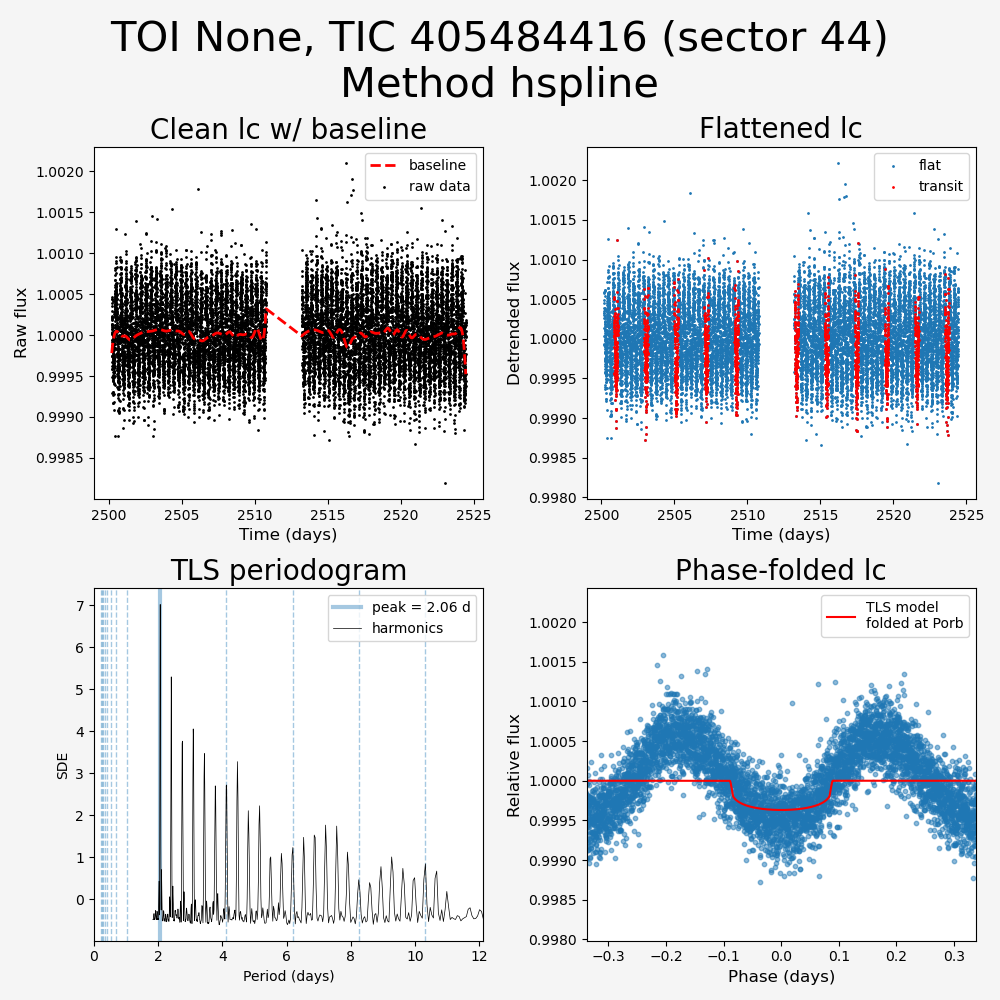 TOI None, TIC 405484416 (sector 44)
Method hspline
Clean lc w/ baseline
baseline
raw data
1.0020
1.0015
1.0010
1.0005
1.0000
0.9995
0.9990
0.9985
Raw flux
2500
2505
2510
2515
2520
2525
Time (days)
Flattened lc
flat
transit
1.0020
1.0015
1.0010
1.0005
1.0000
0.9995
0.9990
0.9985
0.9980
Detrended flux
2500
2505
2510
2515
2520
2525
Time (days)
TLS periodogram
peak = 2.06 d
harmonics
7
6
5
4
3
2
1
0
SDE
0
2
4
6
8
10
12
Period (days)
Phase-folded lc
TLS model
folded at Porb
1.0020
1.0015
1.0010
1.0005
1.0000
0.9995
0.9990
0.9985
0.9980
Relative flux
−0.3
−0.2
−0.1
0.0
0.1
0.2
0.3
Phase (days)